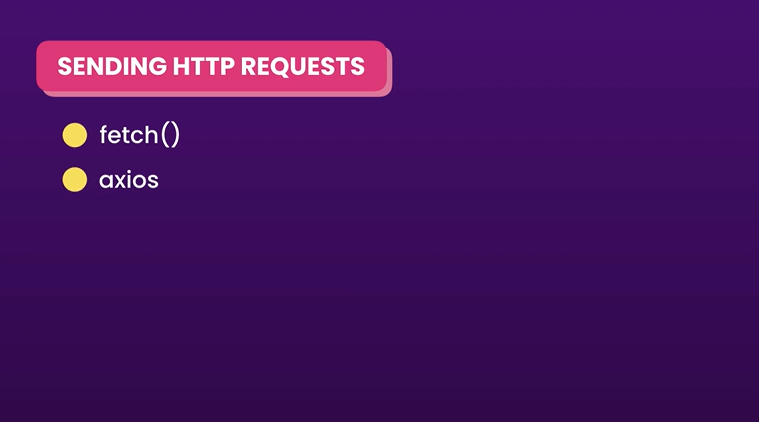 SENDING HTTP REQUESTS
fetch()
axios